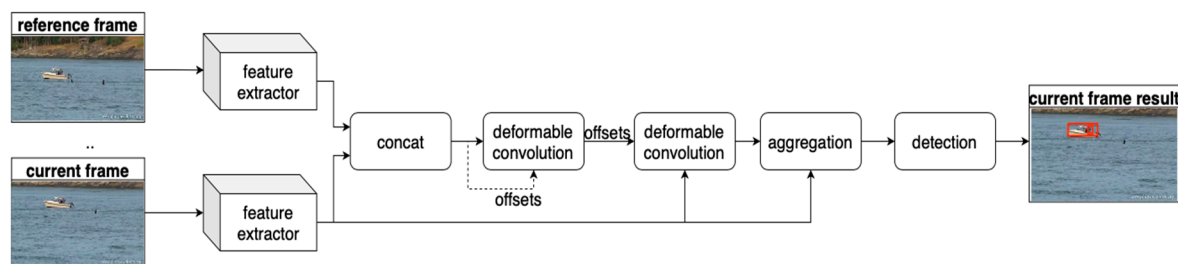 reference frame
feature
extractor
..
current frame
feature
extractor
concat
deformable
convolution
offsets
offsets
deformable
convolution
aggregation
detection
current frame result